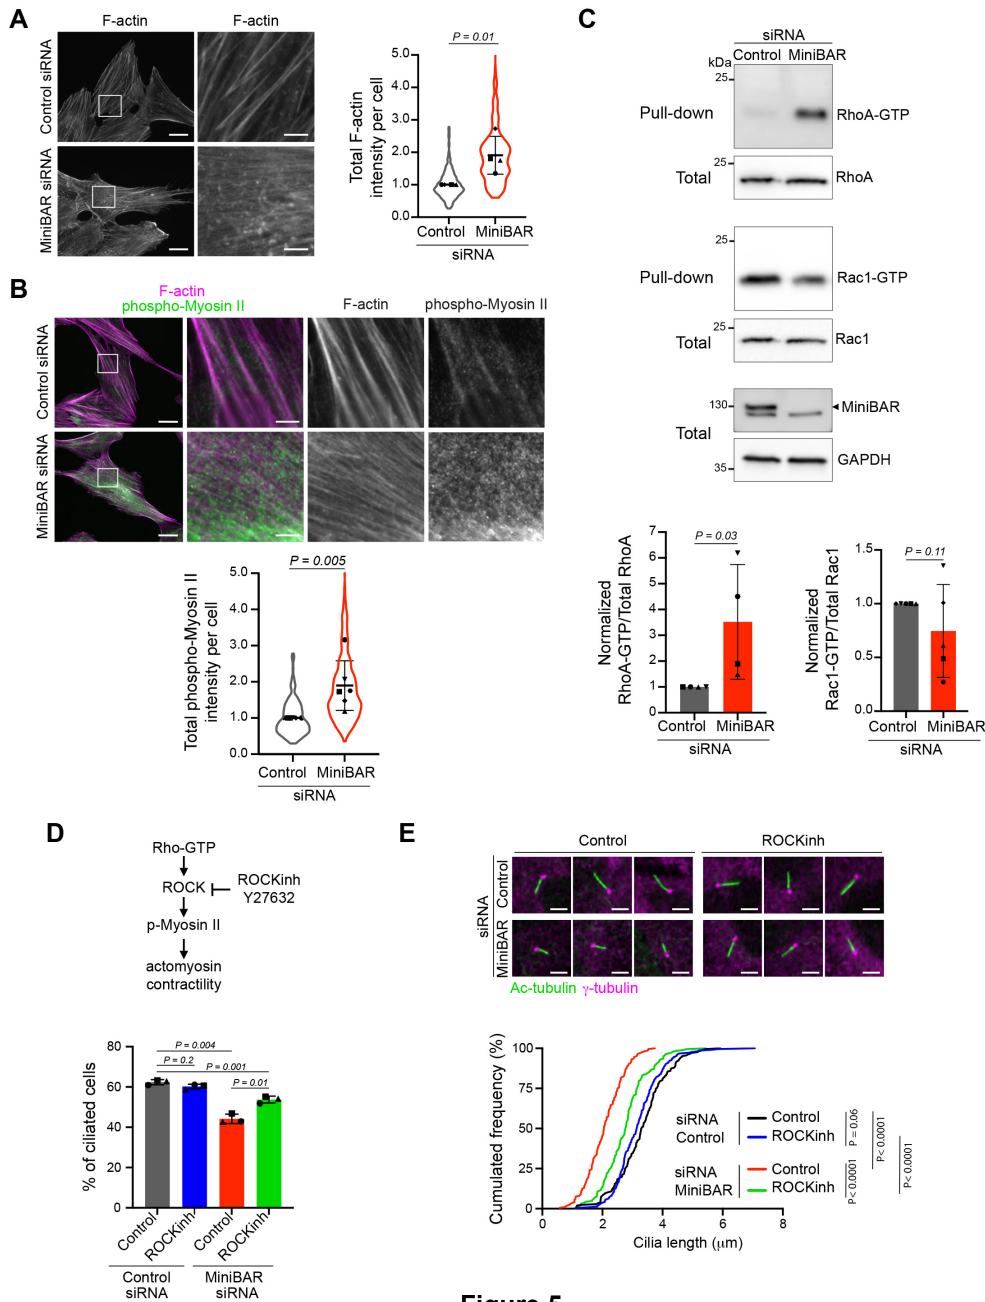 A
F-actin
F-actin
Control siRNA
MiniBAR siRNA
Total F-actin
intensity per cell
P = 0.01
5.0
4.0
3.0
2.0
1.0
0.0
Control
MiniBAR
siRNA
B
F-actin
phospho-Myosin II
F-actin
phospho-Myosin II
Control siRNA
MiniBAR siRNA
Total phospho-Myosin II
intensity per cell
P = 0.005
5.0
4.0
3.0
2.0
1.0
0.0
Control
MiniBAR
siRNA
C
siRNA
kDa
Control
MiniBAR
25
Pull-down
RhoA-GTP
25
Total
RhoA
25
Pull-down
Rac1-GTP
25
Total
Rac1
130
MiniBAR
Total
35
GAPDH
Normalized
RhoA-GTP/Total RhoA
P = 0.03
7
6
5
4
3
2
1
0
Control
MiniBAR
siRNA
Normalized
Rac1-GTP/Total Rac1
P = 0.11
1.5
1.0
0.5
0.0
Control
MiniBAR
siRNA
D
Rho-GTP
ROCK
ROCKinh
Y27632
p-Myosin II
actomyosin
contractility
% of ciliated cells
80
60
40
20
0
P = 0.004
P = 0.2
P = 0.001
P = 0.01
Control
ROCKinh
Control
ROCKinh
Control
siRNA
MiniBAR
siRNA
E
Control
ROCKinh
siRNA
Control
MiniBAR
Ac-tubulin γ-tubulin
Cumulated frequency (%)
100
75
50
25
0
0
2
4
6
8
Cilia length (μm)
siRNA
Control
Control
ROCKinh
siRNA
MiniBAR
Control
ROCKinh
P = 0.06
P< 0.0001
P< 0.0001
P< 0.0001
Figure 5